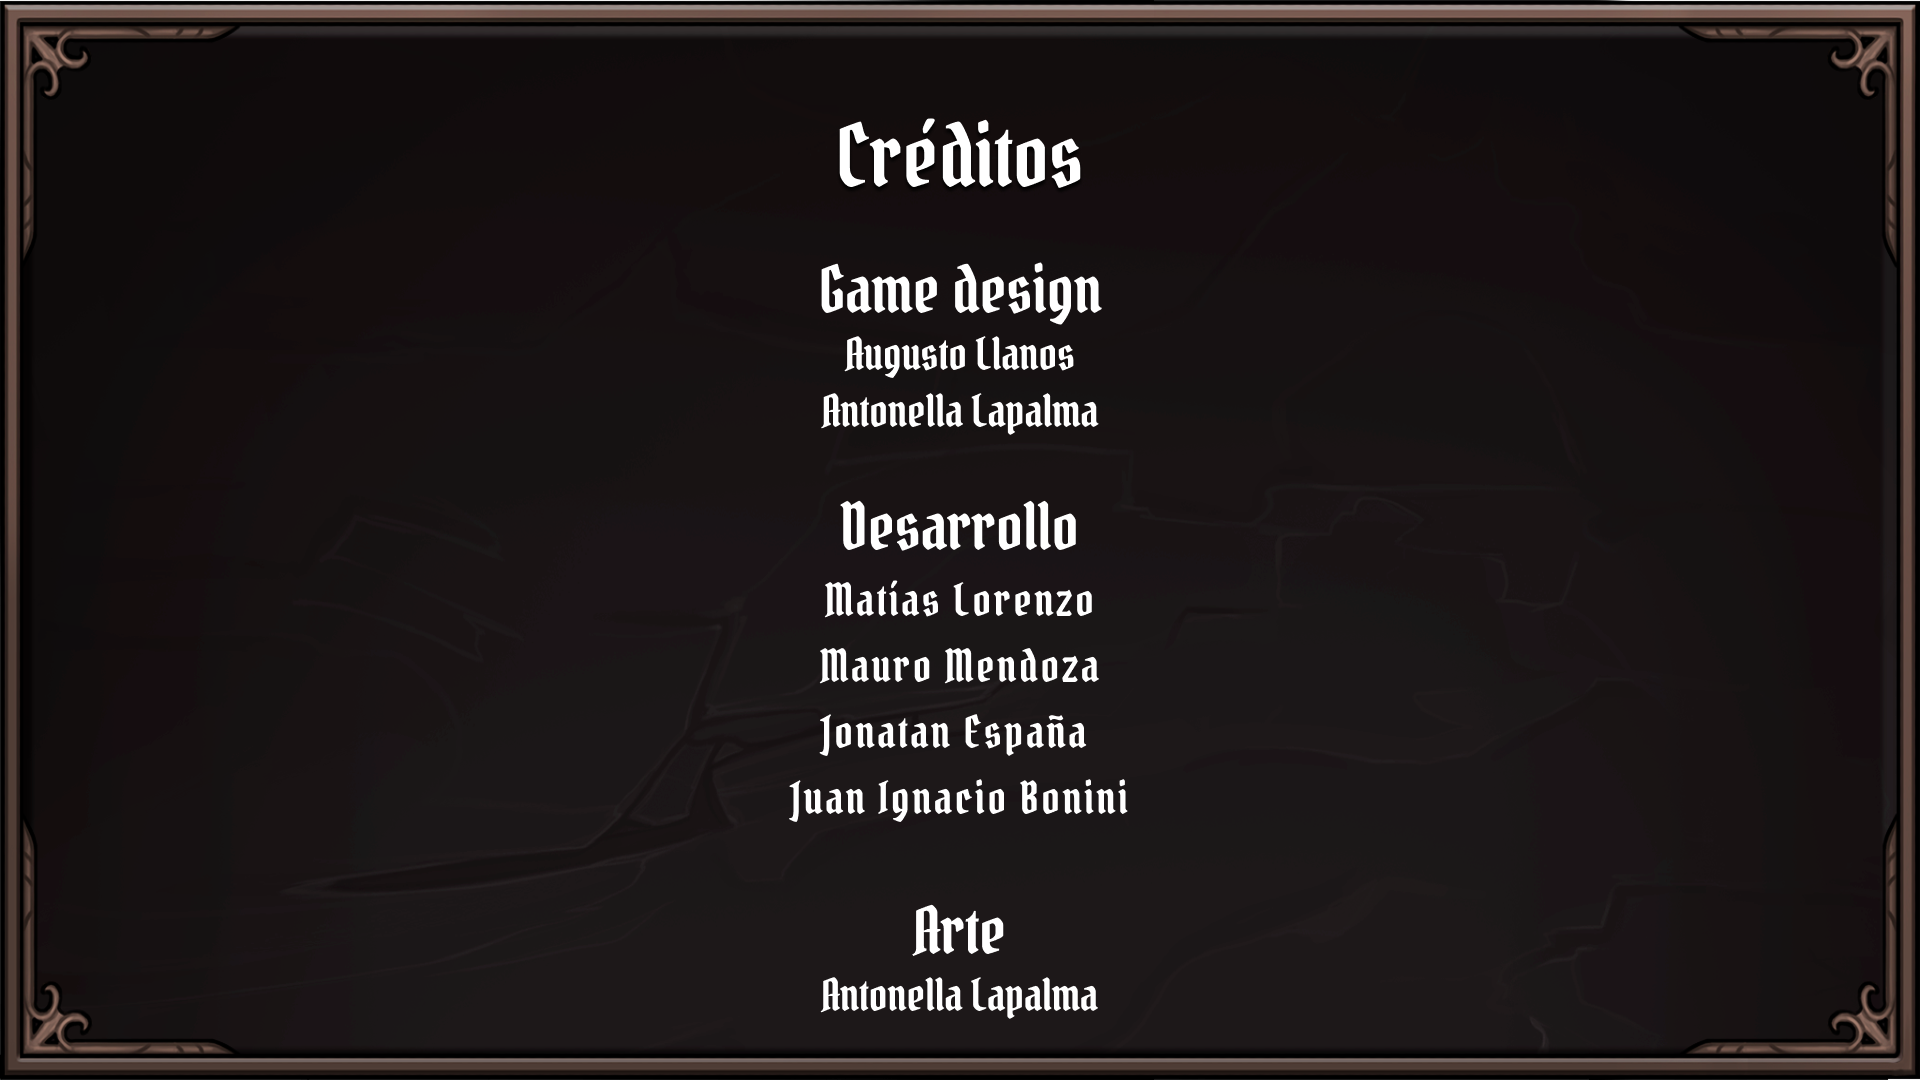 Créditos
Game design
Augusto Llanos
Antonella Lapalma
Desarrollo
Matías Lorenzo
Mauro Mendoza
Jonatan España
Juan Ignacio Bonini
Arte
Antonella Lapalma